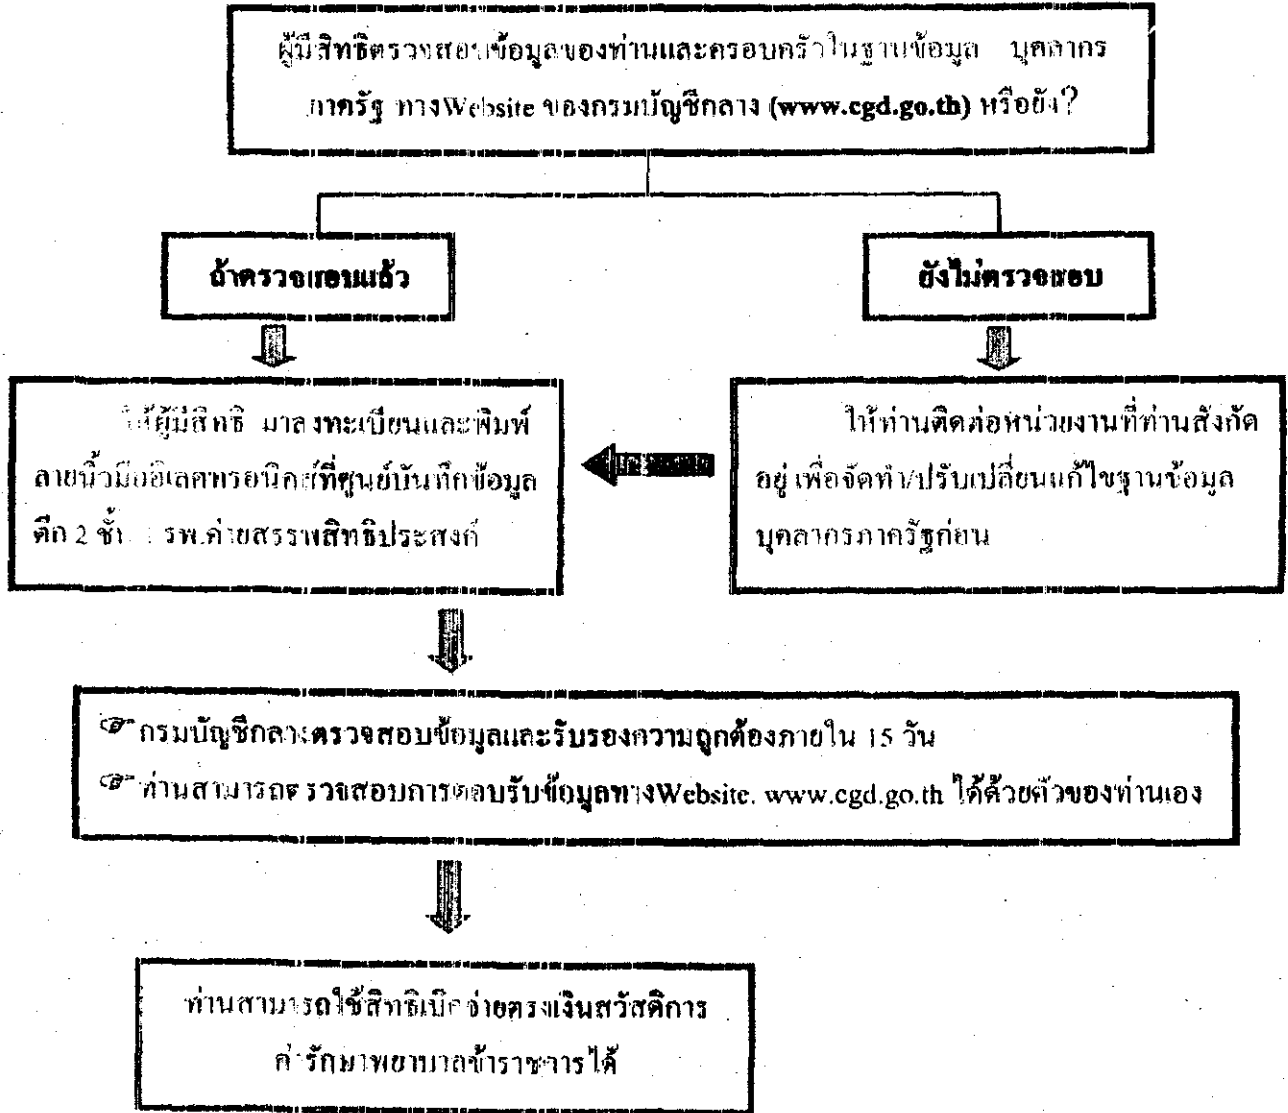 ผู้มีสิทธิตรวจสอบข้อมูลของท่านและครอบครัวในฐานข้อมูล บุคลากร
ภาครัฐ ทางWebsite ของกรมบัญชีกลาง (www.cgd.go.th) หรือยัง?
ถ้าตรวจสอบแล้ว
ยังไม่ตรวจสอบ
ให้ผู้มีสิทธิ มาลงทะเบียนและพิมพ์
ลายนิ้วมืออิเลคทรอนิคส์ที่ศูนย์บันทึกข้อมูล
ตึก 2 ชั้น รพ.ค่ายสรรพสิทธิประสงค์
ให้ท่านติดต่อหน่วยงานที่ท่านสังกัด
อยู่ เพื่อจัดทำ/ปรับเปลี่ยนแก้ไขฐานข้อมูล
บุคลากรภาครัฐก่อน
☞ กรมบัญชีกลางตรวจสอบข้อมูลและรับรองความถูกต้องภายใน 15 วัน
☞ ท่านสามารถตรวจสอบการตอบรับข้อมูลทางWebsite. www.cgd.go.th ได้ด้วยตัวของท่านเอง
ท่านสามารถใช้สิทธิเบิกจ่ายตรงเงินสวัสดิการ
ค่ารักษาพยาบาลข้าราชการได้